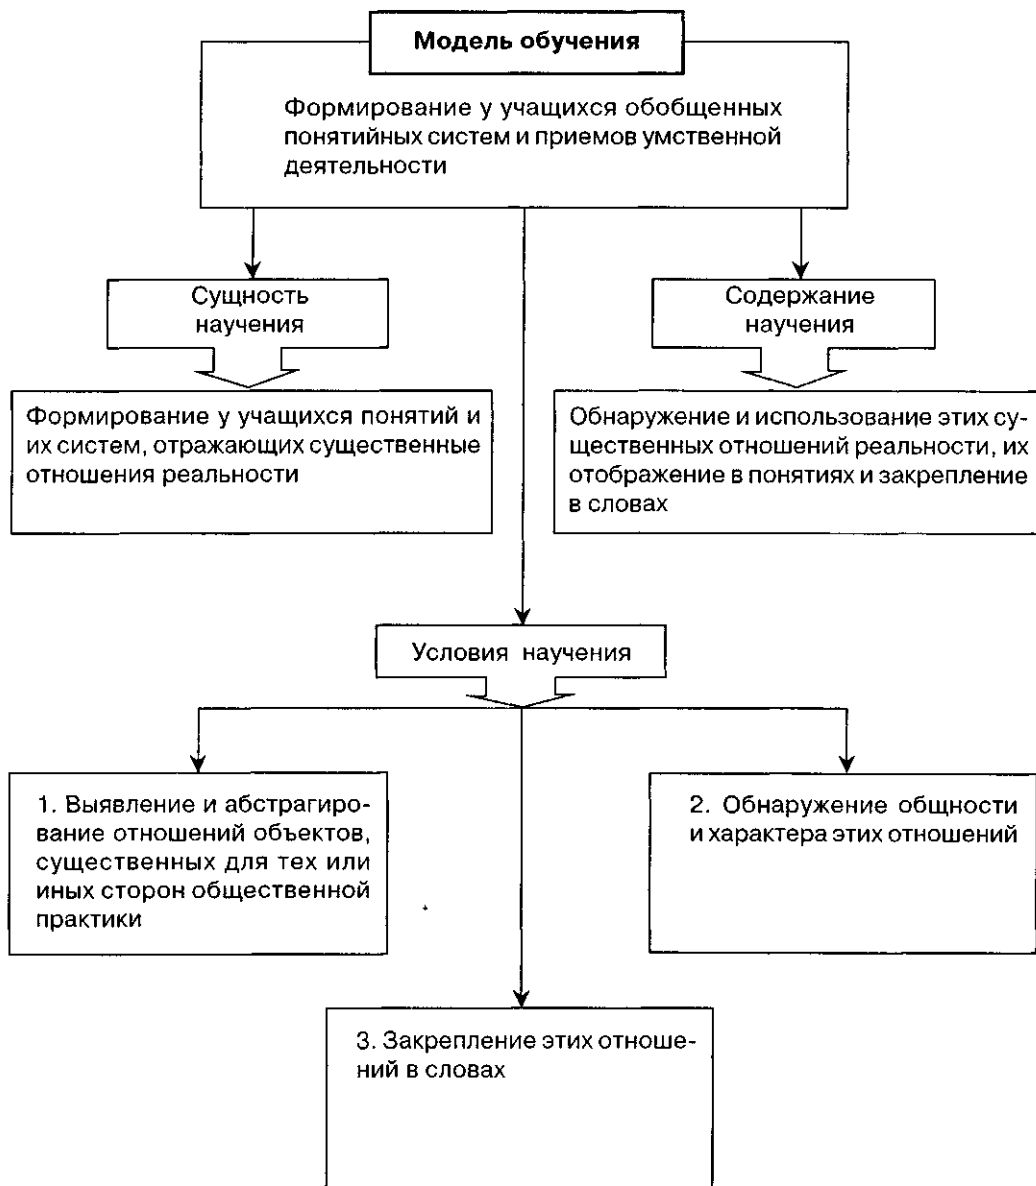 Модель обучения
Формирование у учащихся обобщенных
понятийных систем и приемов умственной
деятельности
Сущность
научения
Содержание
научения
Формирование у учащихся понятий и
их систем, отражающих существенные
отношения реальности
Обнаружение и использование этих су-
щественных отношений реальности, их
отображение в понятиях и закрепление
в словах
Условия научения
1. Выявление и абстрагиро-
вание отношений объектов,
существенных для тех или
иных сторон общественной
практики
2. Обнаружение общности
и характера этих отношений
3. Закрепление этих отноше-
ний в словах